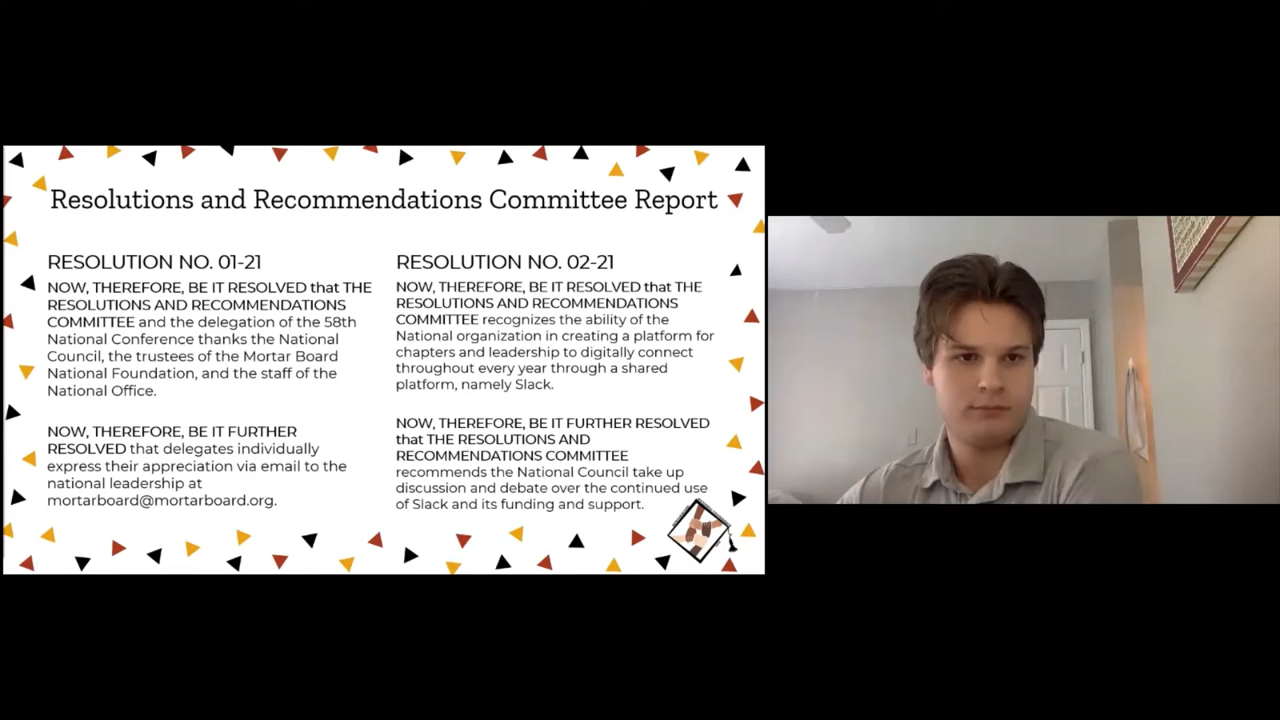 Resolutions and Recommendations Committee Report
RESOLUTION NO. 01-21
NOW, THEREFORE, BE IT RESOLVED that THE
RESOLUTIONS AND RECOMMENDATIONS
COMMITTEE and the delegation of the 58th
National Conference thanks the National
Council, the trustees of the Mortar Board
National Foundation, and the staff of the
National Office.
NOW, THEREFORE, BE IT FURTHER
RESOLVED that delegates individually
express their appreciation via email to the
national leadership at
mortarboard@mortarboard.org.
RESOLUTION NO. 02-21
NOW, THEREFORE, BE IT RESOLVED that THE
RESOLUTIONS AND RECOMMENDATIONS
COMMITTEE recognizes the ability of the
National organization in creating a platform for
chapters and leadership to digitally connect
throughout every year through a shared
platform, namely Slack.
NOW, THEREFORE, BE IT FURTHER RESOLVED
that THE RESOLUTIONS AND
RECOMMENDATIONS COMMITTEE
recommends the National Council take up
discussion and debate over the continued use
of Slack and its funding and support.